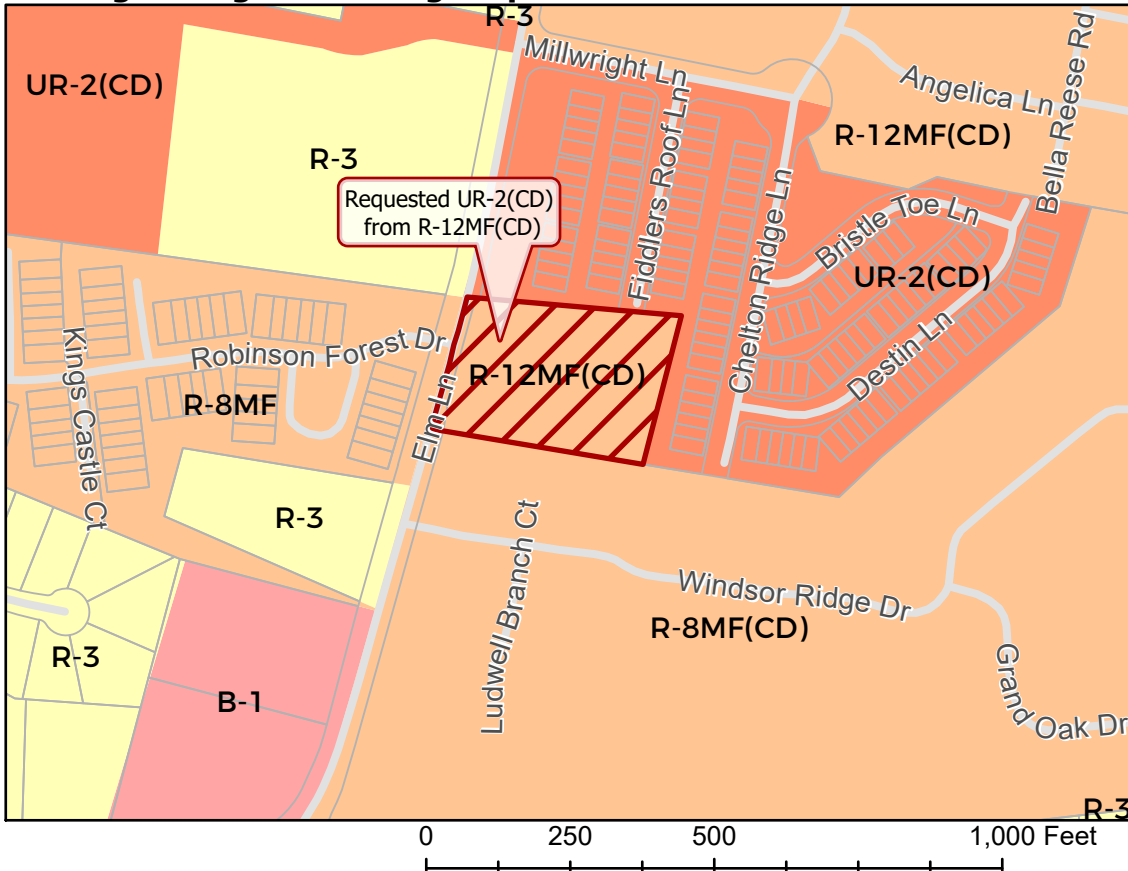 R-3
Millwright Ln
Bella Reese Rd
UR-2(CD)
Angelica Ln
R-12MF(CD)
R-3
Fiddlers Roof Ln
Requested UR-2(CD)
from R-12MF(CD)
Chelton Ridge Ln
Bristle Toe Ln
UR-2(CD)
Kings Castle Ct
Robinson Forest Dr
R-12MF(CD)
Destin Ln
R-8MF
Elm Ln
R-3
Ludwell Branch Ct
Windsor Ridge Dr
R-8MF(CD)
R-3
B-1
Grand Oak Dr
R-3
0 250 500 1,000 Feet